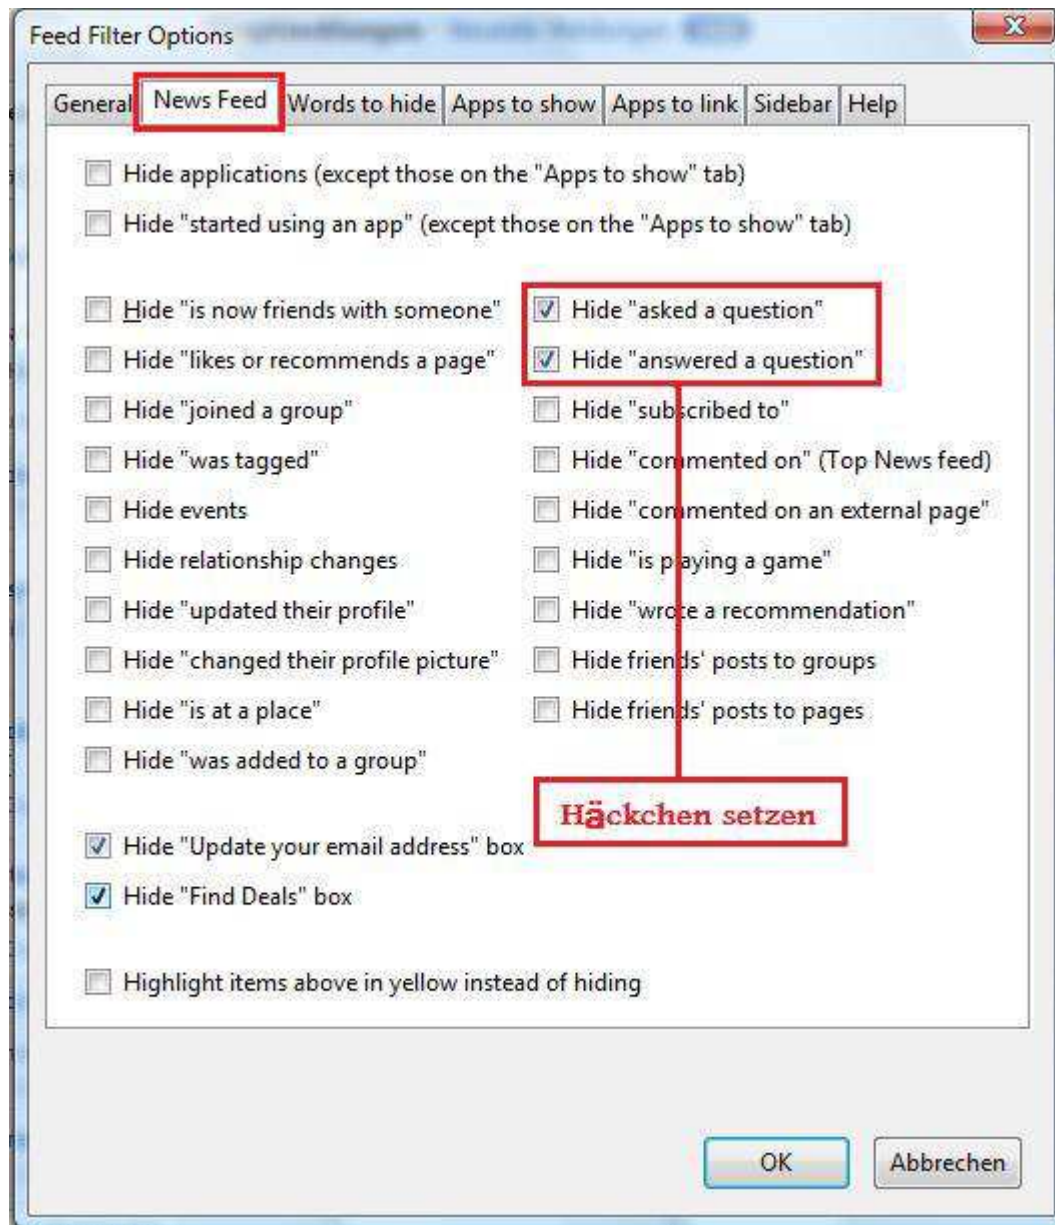 Feed Filter Options
General News Feed Words to hide Apps to show Apps to link Sidebar Help
Hide applications (except those on the "Apps to show" tab)
Hide "started using an app" (except those on the "Apps to show" tab)
Hide "is now friends with someone"
Hide "likes or recommends a page"
Hide "joined a group"
Hide "was tagged"
Hide events
Hide relationship changes
Hide "updated their profile"
Hide "changed their profile picture"
Hide "is at a place"
Hide "was added to a group"
Hide "asked a question"
Hide "answered a question"
Hide "subscribed to"
Hide "commented on" (Top News feed)
Hide "commented on an external page"
Hide "is playing a game"
Hide "wrote a recommendation"
Hide friends' posts to groups
Hide friends' posts to pages
Häckchen setzen
Hide "Update your email address" box
Hide "Find Deals" box
Highlight items above in yellow instead of hiding
OK Abbrechen